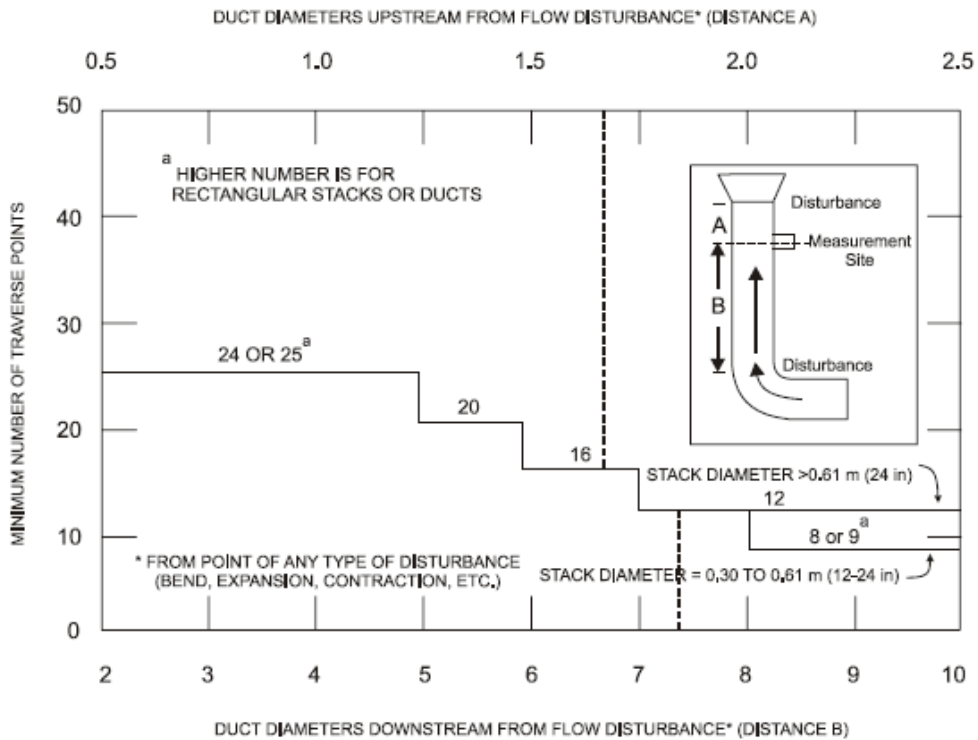 DUCT DIAMETERS UPSTREAM FROM FLOW DISTURBANCE* (DISTANCE A)
0.5 1.0 1.5 2.0 2.5
50
40
30
20
10
0
MINIMUM NUMBER OF TRAVERSE POINTS
a HIGHER NUMBER IS FOR
RECTANGULAR STACKS OR DUCTS
Disturbance
A
Measurement
Site
B
Disturbance
24 OR 25 a
20
16
STACK DIAMETER >0.61 m (24 in)
12
8 or 9 a
* FROM POINT OF ANY TYPE OF DISTURBANCE
(BEND, EXPANSION, CONTRACTION, ETC.)
STACK DIAMETER = 0.30 TO 0.61 m (12–24 in)
2 3 4 5 6 7 8 9 10
DUCT DIAMETERS DOWNSTREAM FROM FLOW DISTURBANCE* (DISTANCE B)